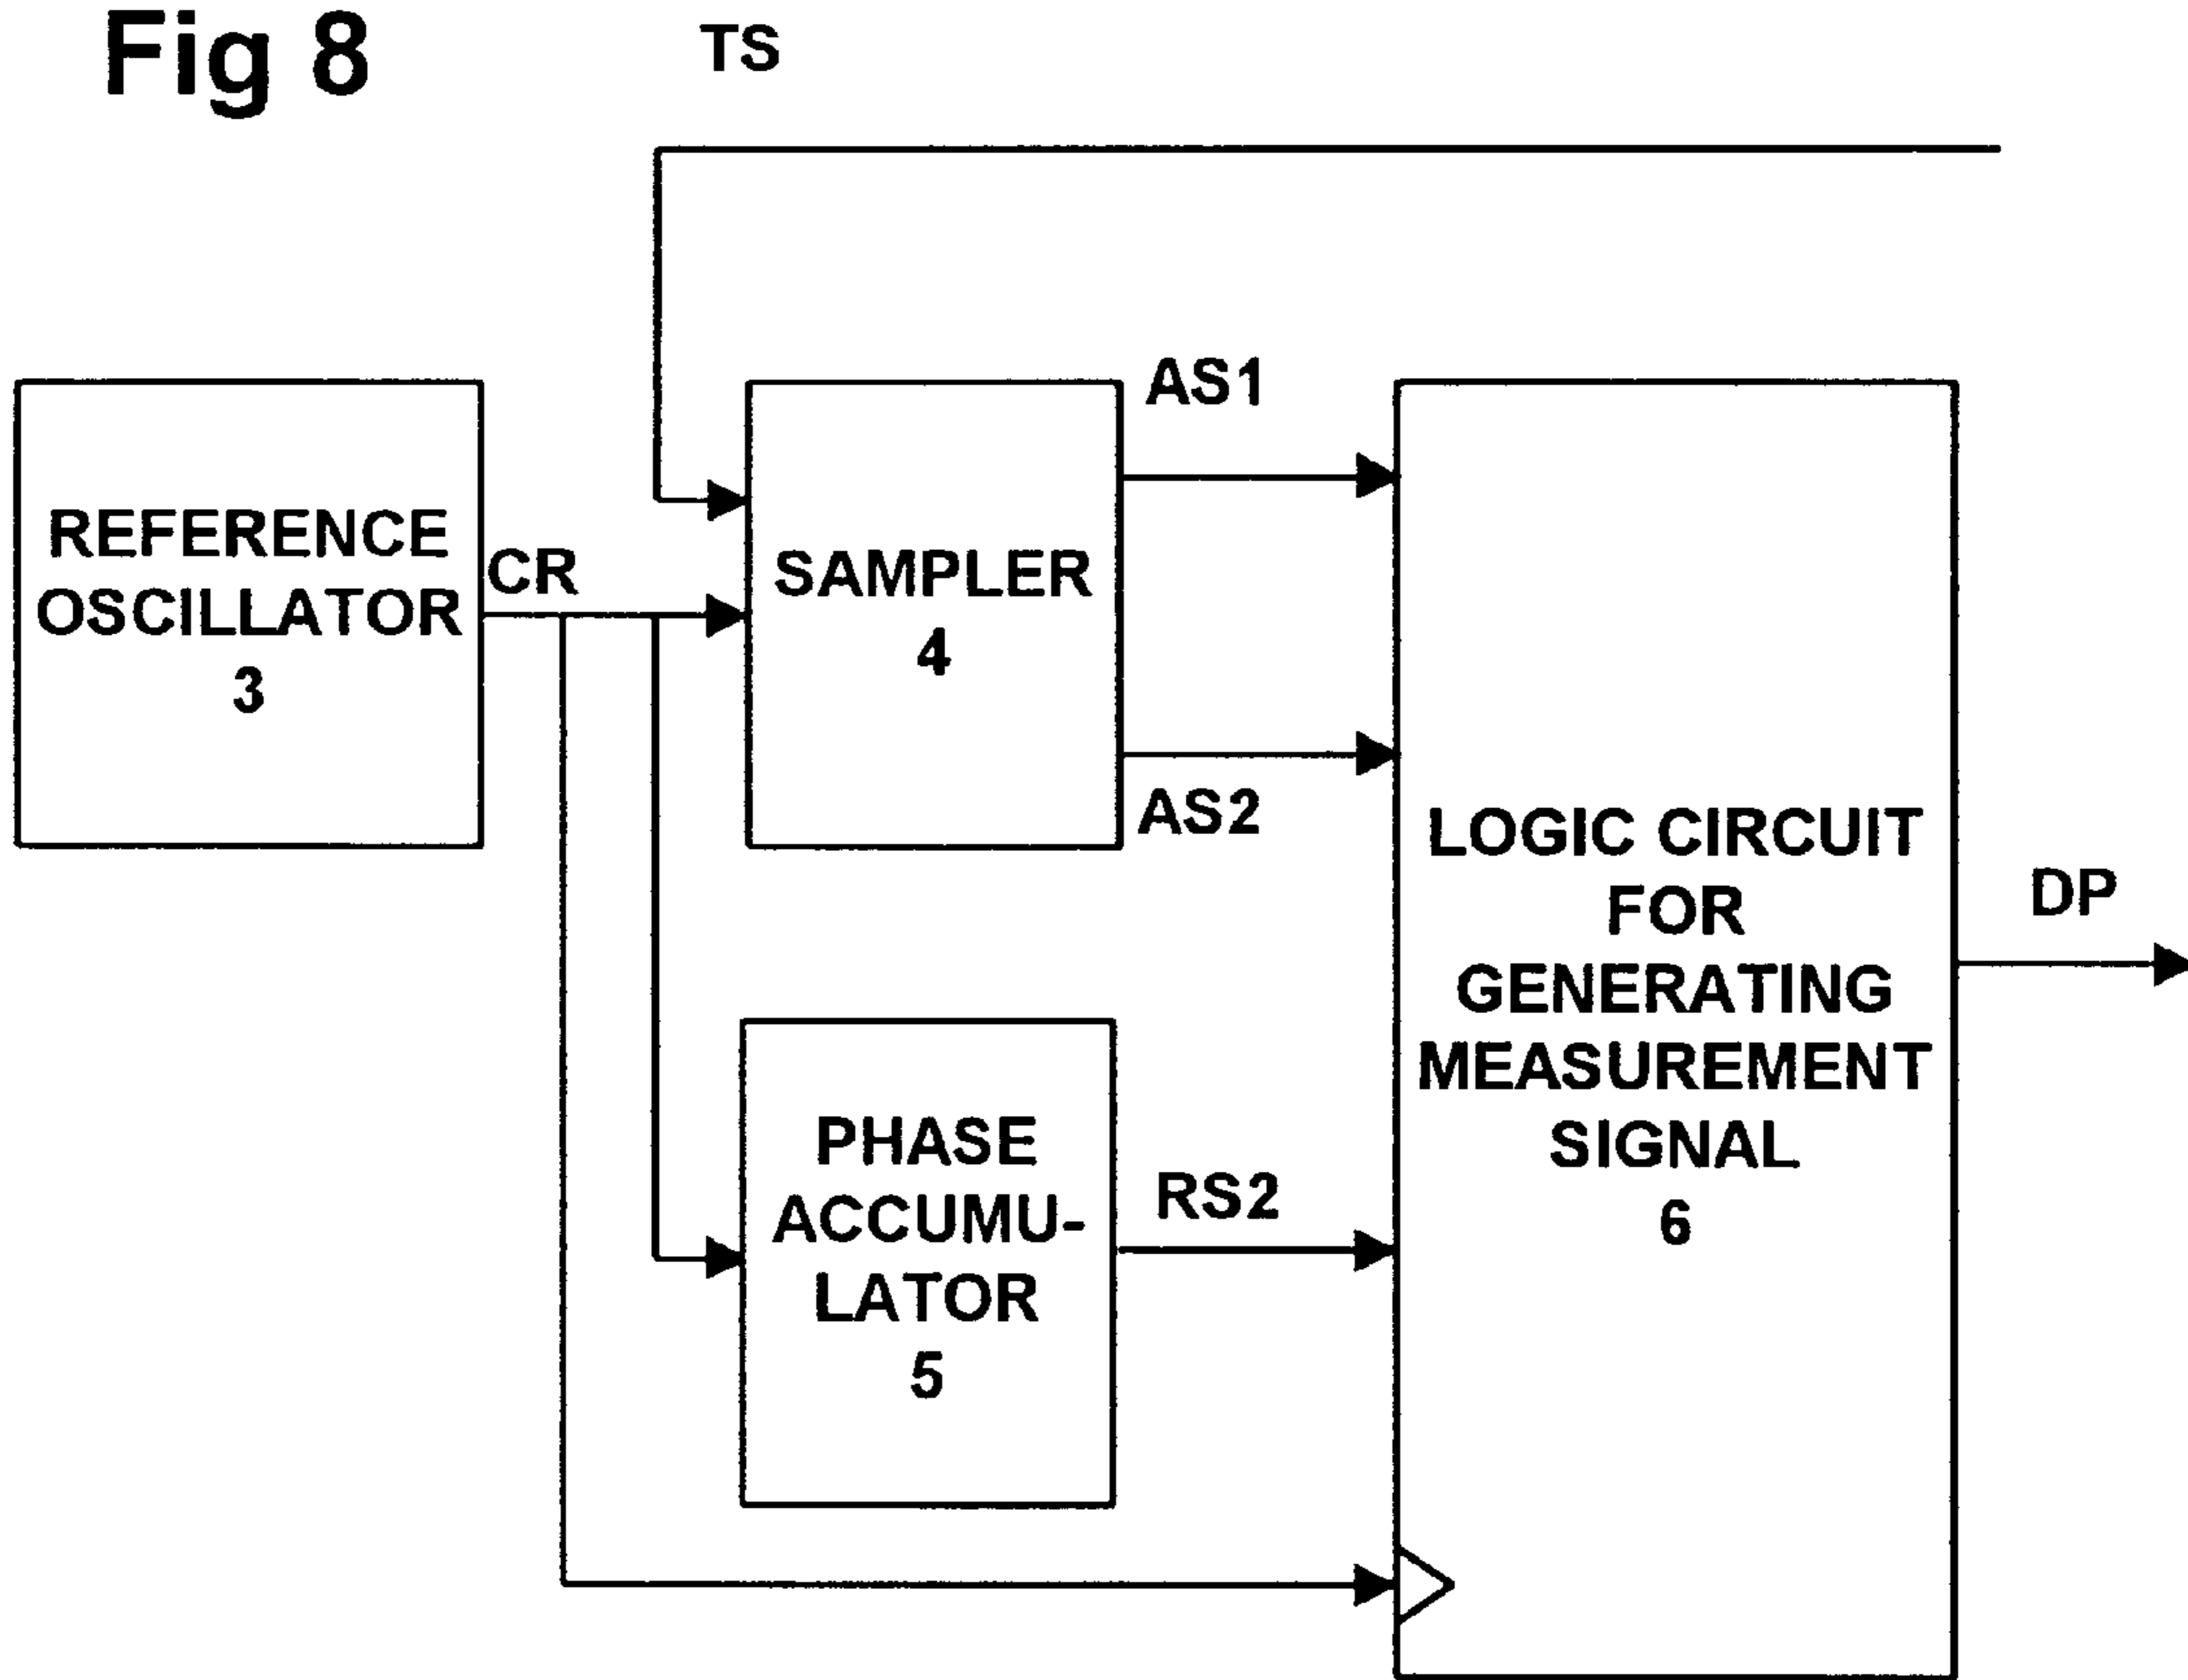 Fig 8
TS
REFERENCE
OSCILLATOR
3
CR
SAMPLER
4
AS1
AS2
PHASE
ACCUMU-
LATOR
5
RS2
LOGIC CIRCUIT
FOR
GENERATING
MEASUREMENT
SIGNAL
6
DP